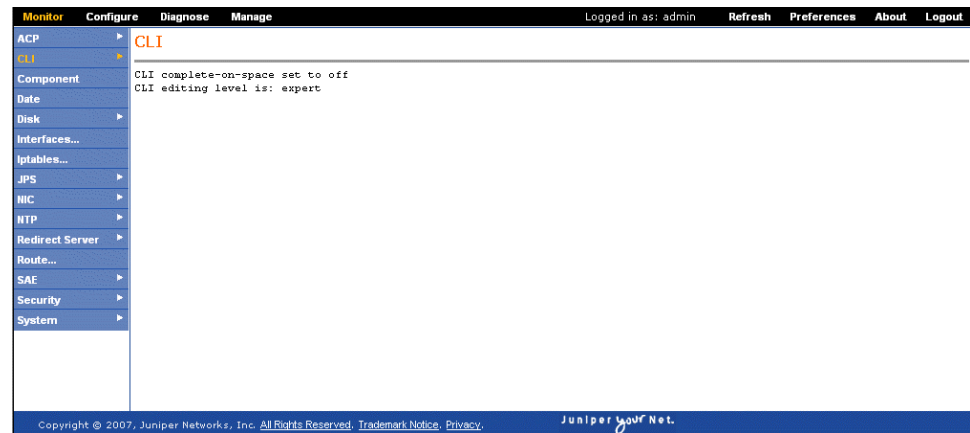 Monitor Configure Diagnose Manage Logged in as: admin Refresh Preferences About Logout
ACP
CLI
Component
Date
Disk
Interfaces...
Iptables...
JPS
NIC
NTP
Redirect Server
Route...
SAE
Security
System
CLI
CLI complete-on-space set to off
CLI editing level is: expert
Copyright © 2007, Juniper Networks, Inc. All Rights Reserved. Trademark Notice. Privacy.
Juniper your Net.